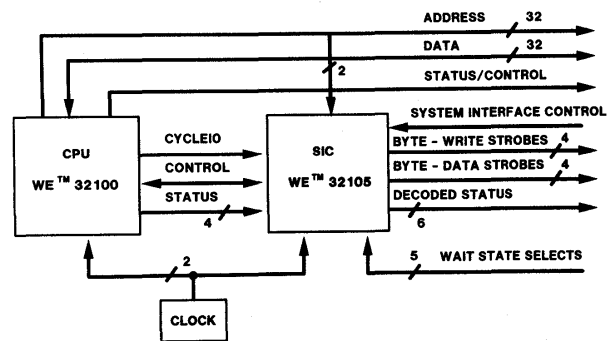 ADDRESS 32
DATA 32
2
STATUS/CONTROL
SYSTEM INTERFACE CONTROL
CPU
WE™ 32100
CYCLEIO
CONTROL
STATUS
4
SIC
WE™ 32105
BYTE - WRITE STROBES 4
BYTE - DATA STROBES 4
DECODED STATUS
6
2
5 WAIT STATE SELECTS
CLOCK